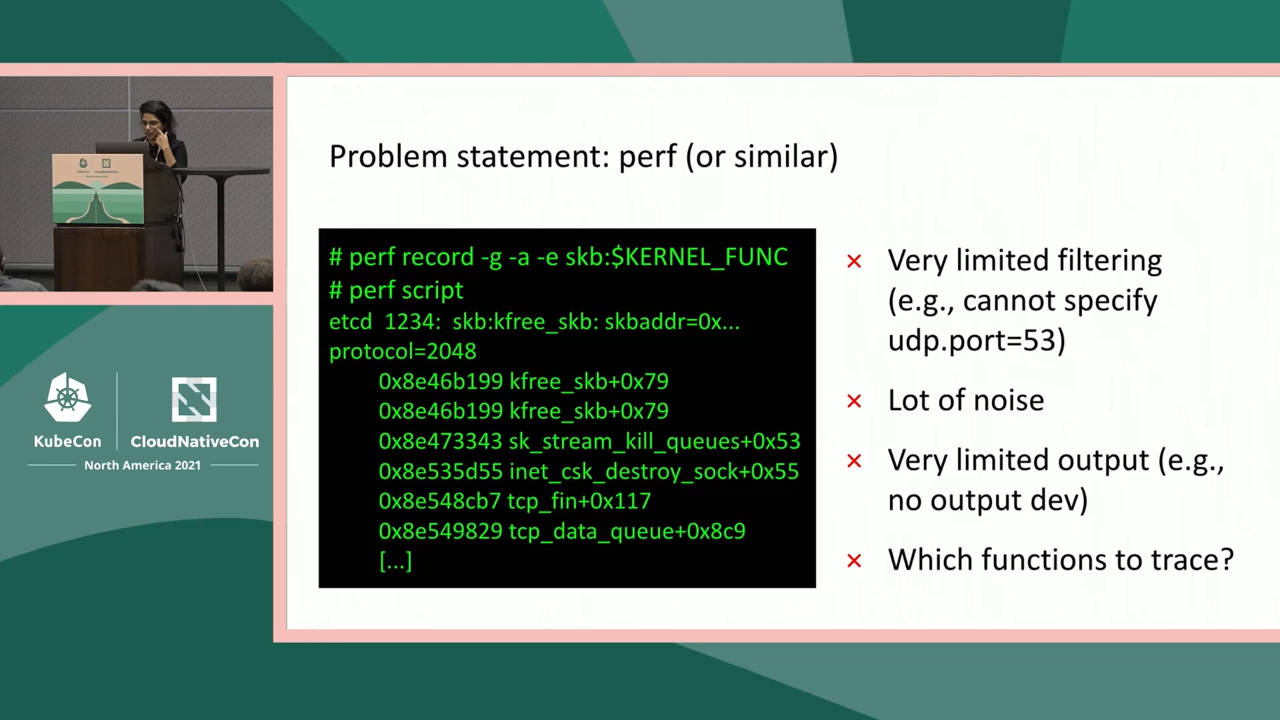 Problem statement: perf (or similar)
# perf record -g -a -e skb:$KERNEL_FUNC
# perf script
etcd 1234: skb:kfree_skb: skbaddr=0x...
protocol=2048
0x8e46b199 kfree_skb+0x79
0x8e46b199 kfree_skb+0x79
0x8e473343 sk_stream_kill_queues+0x53
0x8e535d55 inet_csk_destroy_sock+0x55
0x8e548cb7 tcp_fin+0x117
0x8e549829 tcp_data_queue+0x8c9
[...]
× Very limited filtering
(e.g., cannot specify
udp.port=53)
× Lot of noise
× Very limited output (e.g.,
no output dev)
× Which functions to trace?
KubeCon
CloudNativeCon
North America 2021